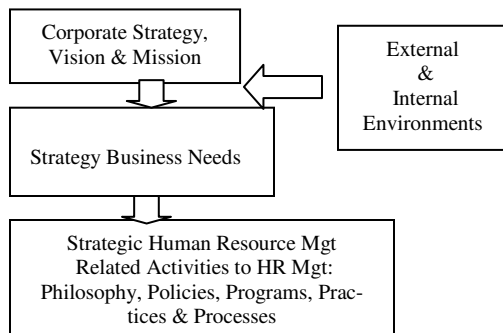 Corporate Strategy,
Vision & Mission
External
&
Internal
Environments
Strategy Business Needs
Strategic Human Resource Mgt
Related Activities to HR Mgt:
Philosophy, Policies, Programs, Prac-
tices & Processes